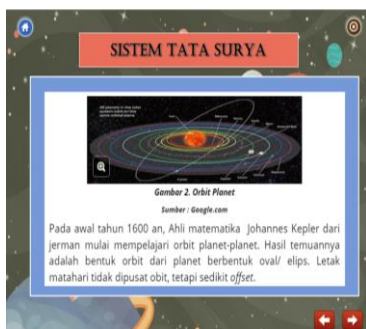 SISTEM TATA SURYA
Gambar 2. Orbit Planet
Sumber : Google.com
Pada awal tahun 1600 an, Ahli matematika Johannes Kepler dari
jerman mulai mempelajari orbit planet-planet. Hasil temuannya
adalah bentuk orbit dari planet berbentuk oval/ elips. Letak
matahari tidak dipusat obit, tetapi sedikit offset.